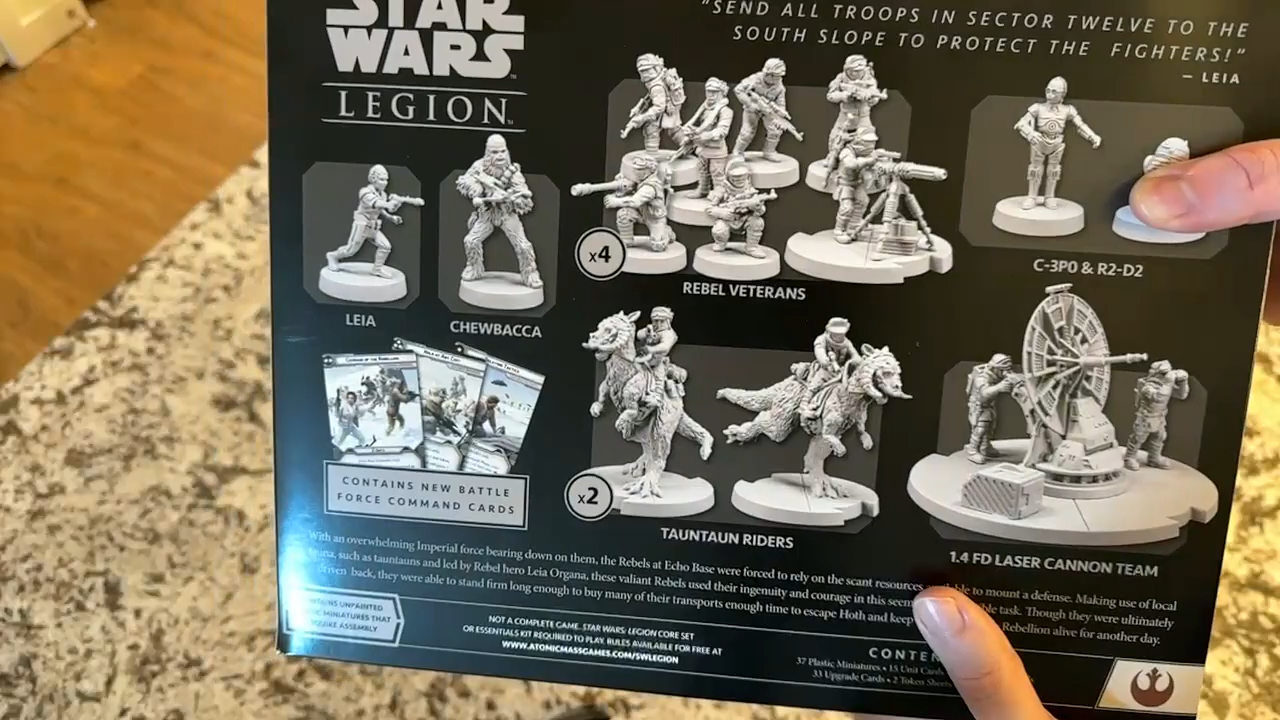 STAR
WARS
LEGION
"SEND ALL TROOPS IN SECTOR TWELVE TO THE
SOUTH SLOPE TO PROTECT THE FIGHTERS!"
— LEIA
LEIA
CHEWBACCA
x4
REBEL VETERANS
C-3P0 & R2-D2
CONTAINS NEW BATTLE
FORCE COMMAND CARDS
x2
TAUNTAUN RIDERS
1.4 FD LASER CANNON TEAM
With an overwhelming Imperial force bearing down on them, the Rebels at Echo Base were forced to rely on the scant resources to mount a defense. Making use of local
such as tauntauns and led by Rebel hero Leia Organa, these valiant Rebels used their ingenuity and courage in this task. Though they were ultimately
driven back, they were able to stand firm long enough to buy many of their transports enough time to escape Hoth and keep Rebellion alive for another day.
UNPAINTED
MINIATURES THAT
ASSEMBLY
NOT A COMPLETE GAME. STAR WARS: LEGION CORE SET
OR ESSENTIALS KIT REQUIRED TO PLAY. RULES AVAILABLE FOR FREE AT
WWW.ATOMICMASSGAMES.COM/SWLEGION
37 Plastic Miniatures • 15 Unit Cards
33 Upgrade Cards • 2 Token Sheets